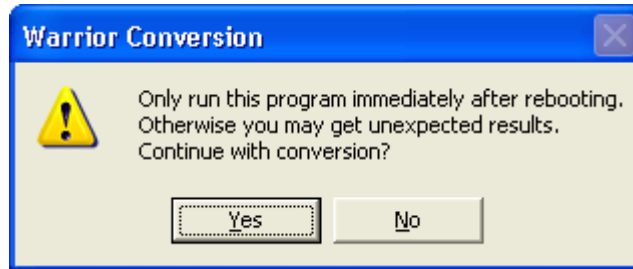 Warrior Conversion
Only run this program immediately after rebooting.
Otherwise you may get unexpected results.
Continue with conversion?
Yes
No